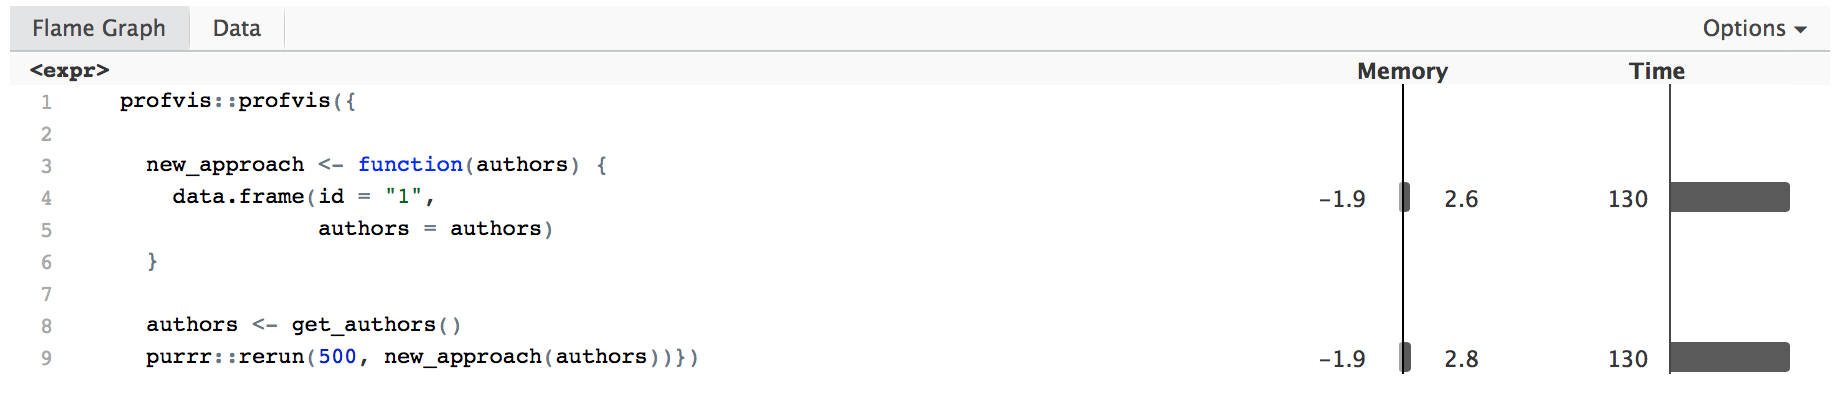 Flame Graph Data Options
<expr> Memory Time
1 profvis::profvis({
2
3 new_approach <- function(authors) {
4 data.frame(id = "1", -1.9 2.6 130
5 authors = authors)
6 }
7
8 authors <- get_authors()
9 purrr::rerun(500, new_approach(authors))}) -1.9 2.8 130